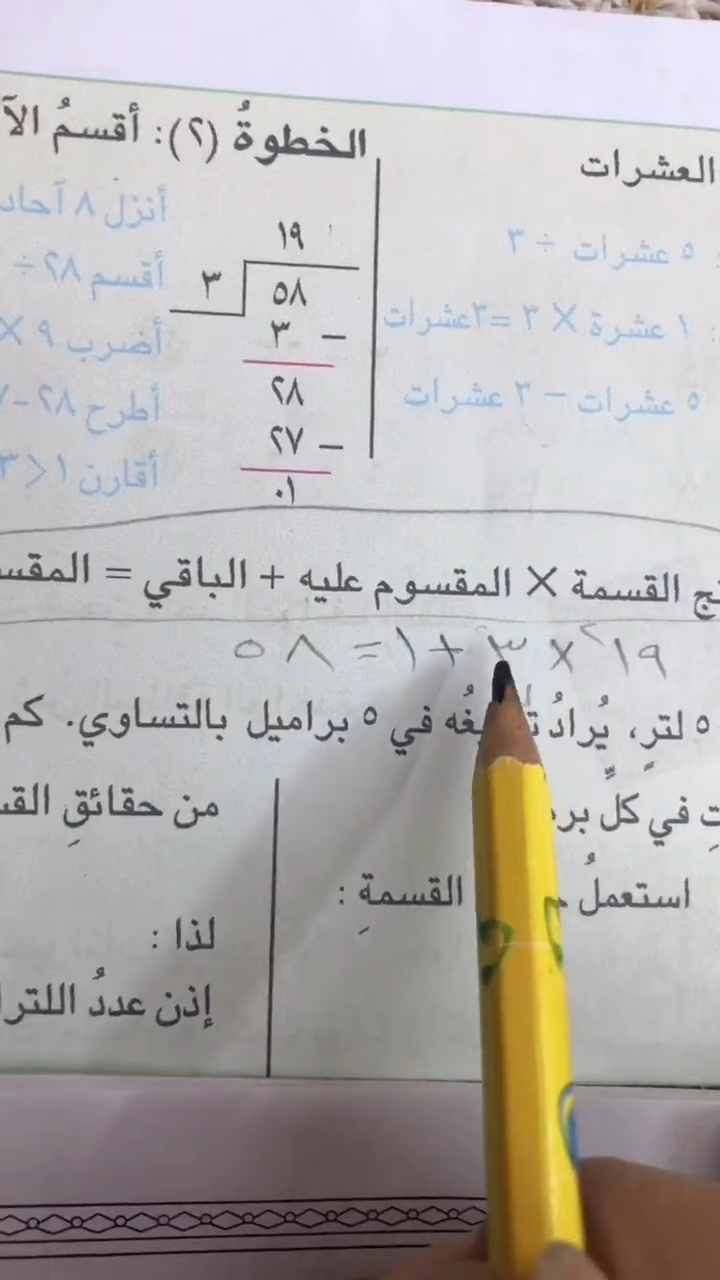 العشرات
: ٥ عشرات ÷ ٣
: ١ عشرة × ٣ = ٣عشرات
٥ عشرات − ٣ عشرات
الخطوةُ (٢): أقسمُ الآ
١٩
٣
٥٨
٣ −
٢٨
٢٧ −
٠١
أنزل ٨ آحاد
أقسم ٢٨ ÷
أضرب ٩ ×
أطرح ٢٨ −
أقارن ١ < ٣
تج القسمة × المقسوم عليه + الباقي = المقس
١٩ × ٣ + ١ = ٥٨
٥ لترٍ، يُرادُ في ٥ براميل بالتساوي. كم
تِ في كلِّ بر
استعملُ القسمةِ :
من حقائقِ الق
لذا :
إذن عددُ اللترا